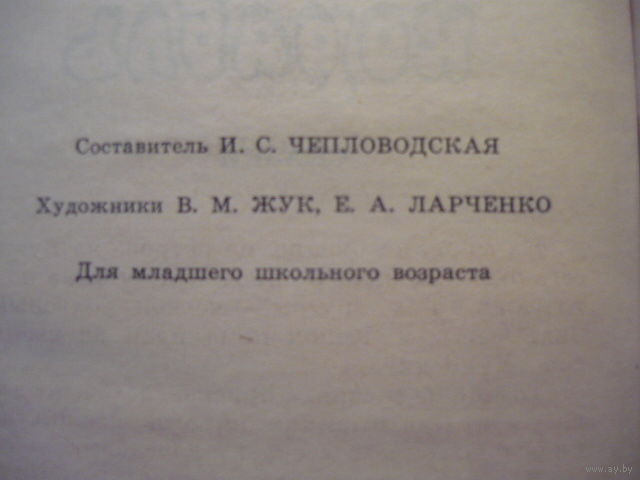 Составитель И. С. ЧЕПЛОВОДСКАЯ
Художники В. М. ЖУК, Е. А. ЛАРЧЕНКО
Для младшего школьного возраста
www.ay.by